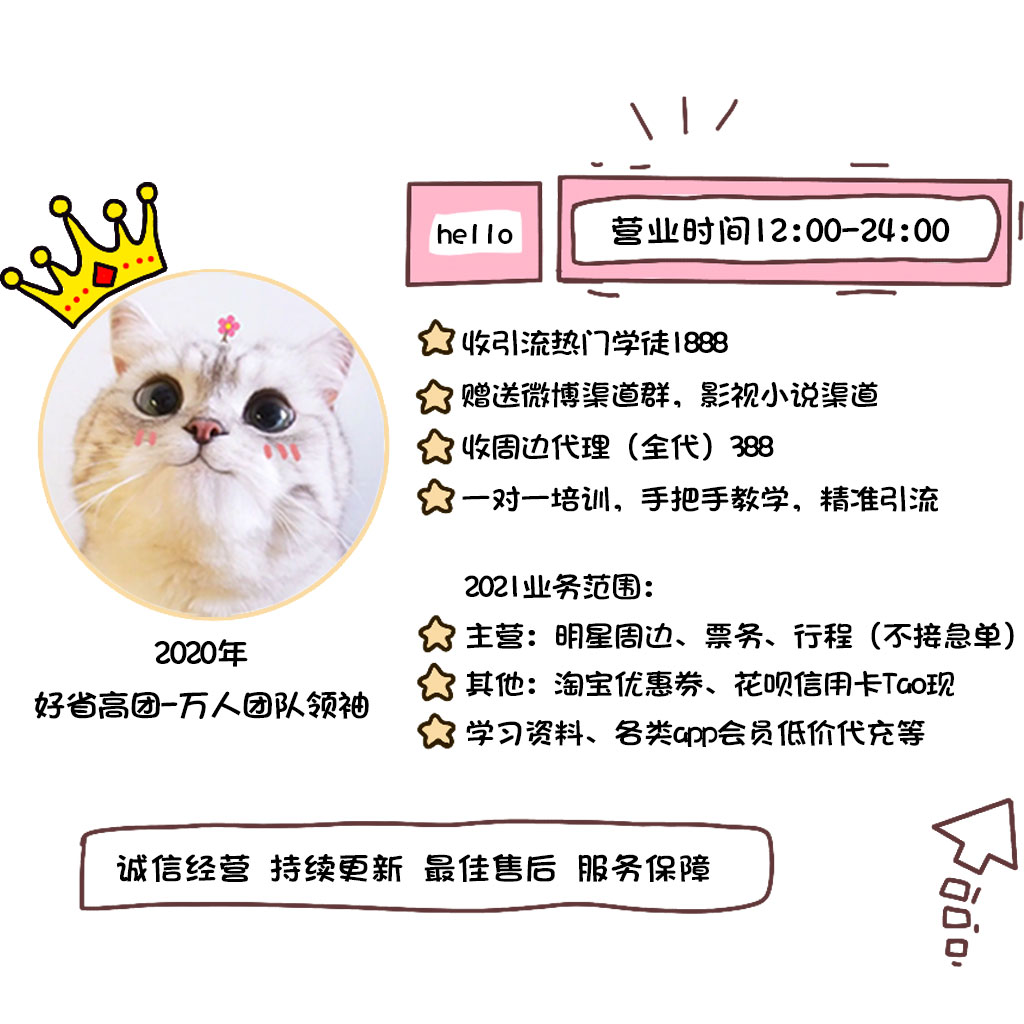 hello
营业时间12:00-24:00
收引流热门学徒1888
赠送微博渠道群，影视小说渠道
收周边代理（全代）388
一对一培训，手把手教学，精准引流
2021业务范围：
主营：明星周边、票务、行程（不接急单）
其他：淘宝优惠券、花呗信用卡Tao现
学习资料、各类app会员低价代充等
2020年
好省高团-万人团队领袖
诚信经营 持续更新 最佳售后 服务保障